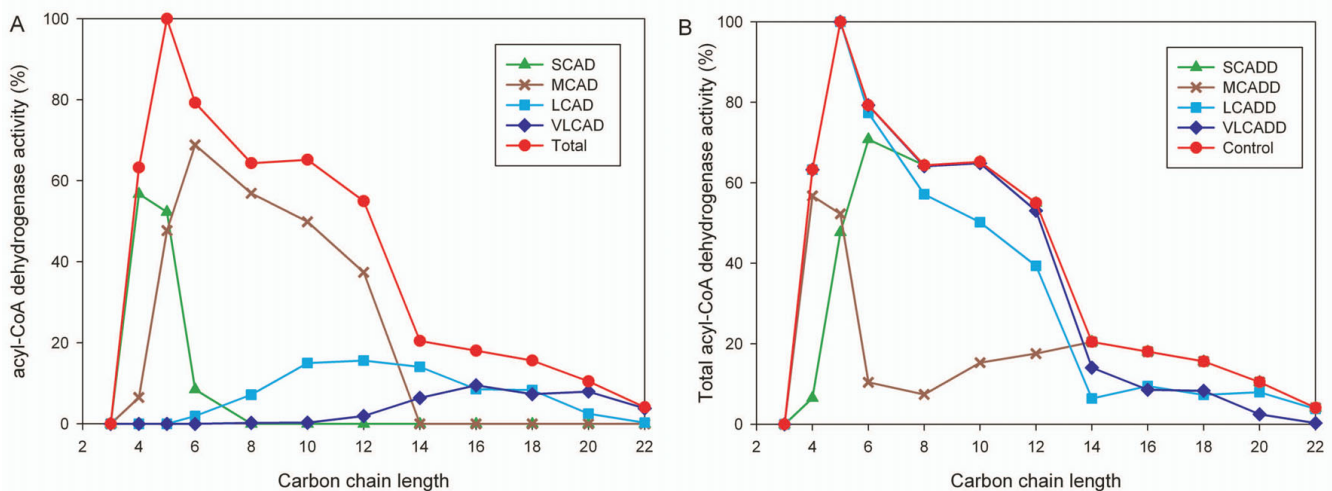 A
acyl-CoA dehydrogenase activity (%)
100
80
60
40
20
0
2 4 6 8 10 12 14 16 18 20 22
Carbon chain length
SCAD
MCAD
LCAD
VLCAD
Total
B
Total acyl-CoA dehydrogenase activity (%)
100
80
60
40
20
0
2 4 6 8 10 12 14 16 18 20 22
Carbon chain length
SCADD
MCADD
LCADD
VLCADD
Control